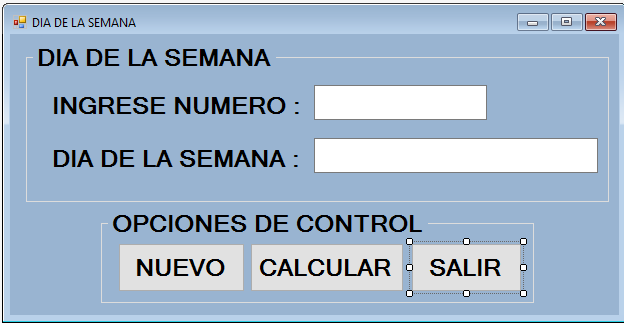 DIA DE LA SEMANA
DIA DE LA SEMANA
INGRESE NUMERO :
DIA DE LA SEMANA :
OPCIONES DE CONTROL
NUEVO CALCULAR SALIR